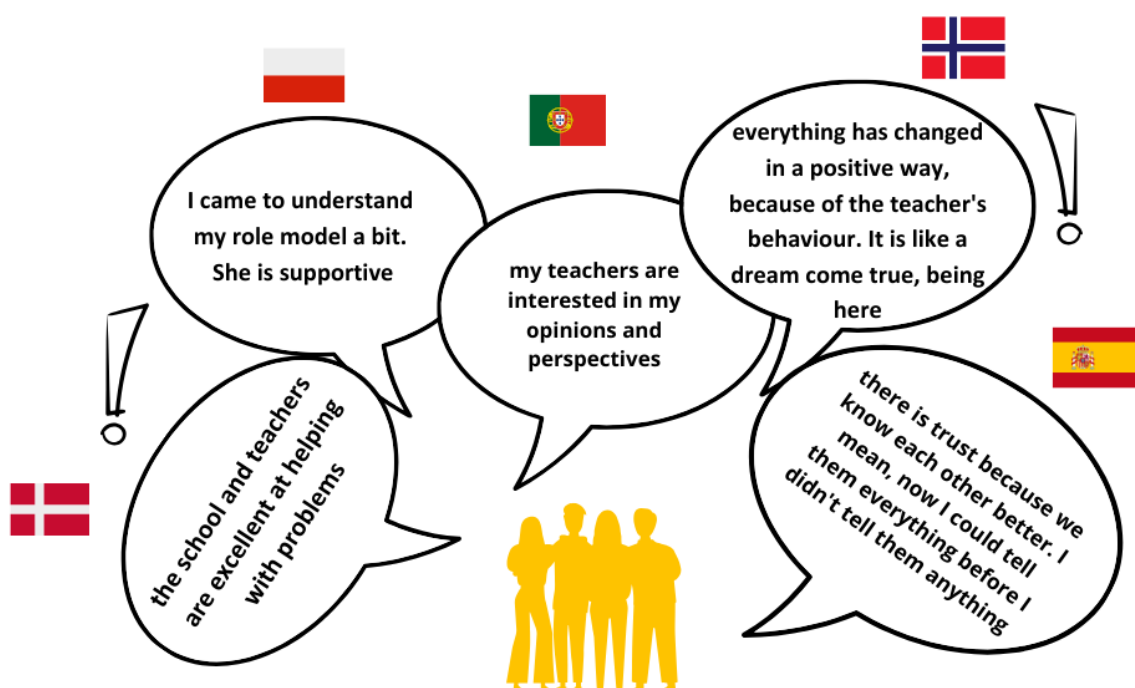 I came to understand
my role model a bit.
She is supportive
my teachers are
interested in my
opinions and
perspectives
everything has changed
in a positive way,
because of the teacher's
behaviour. It is like a
dream come true, being
here
the school and teachers
are excellent at helping
with problems
there is trust because we
know each other better. I
mean, now I could tell
them everything before I
didn't tell them anything